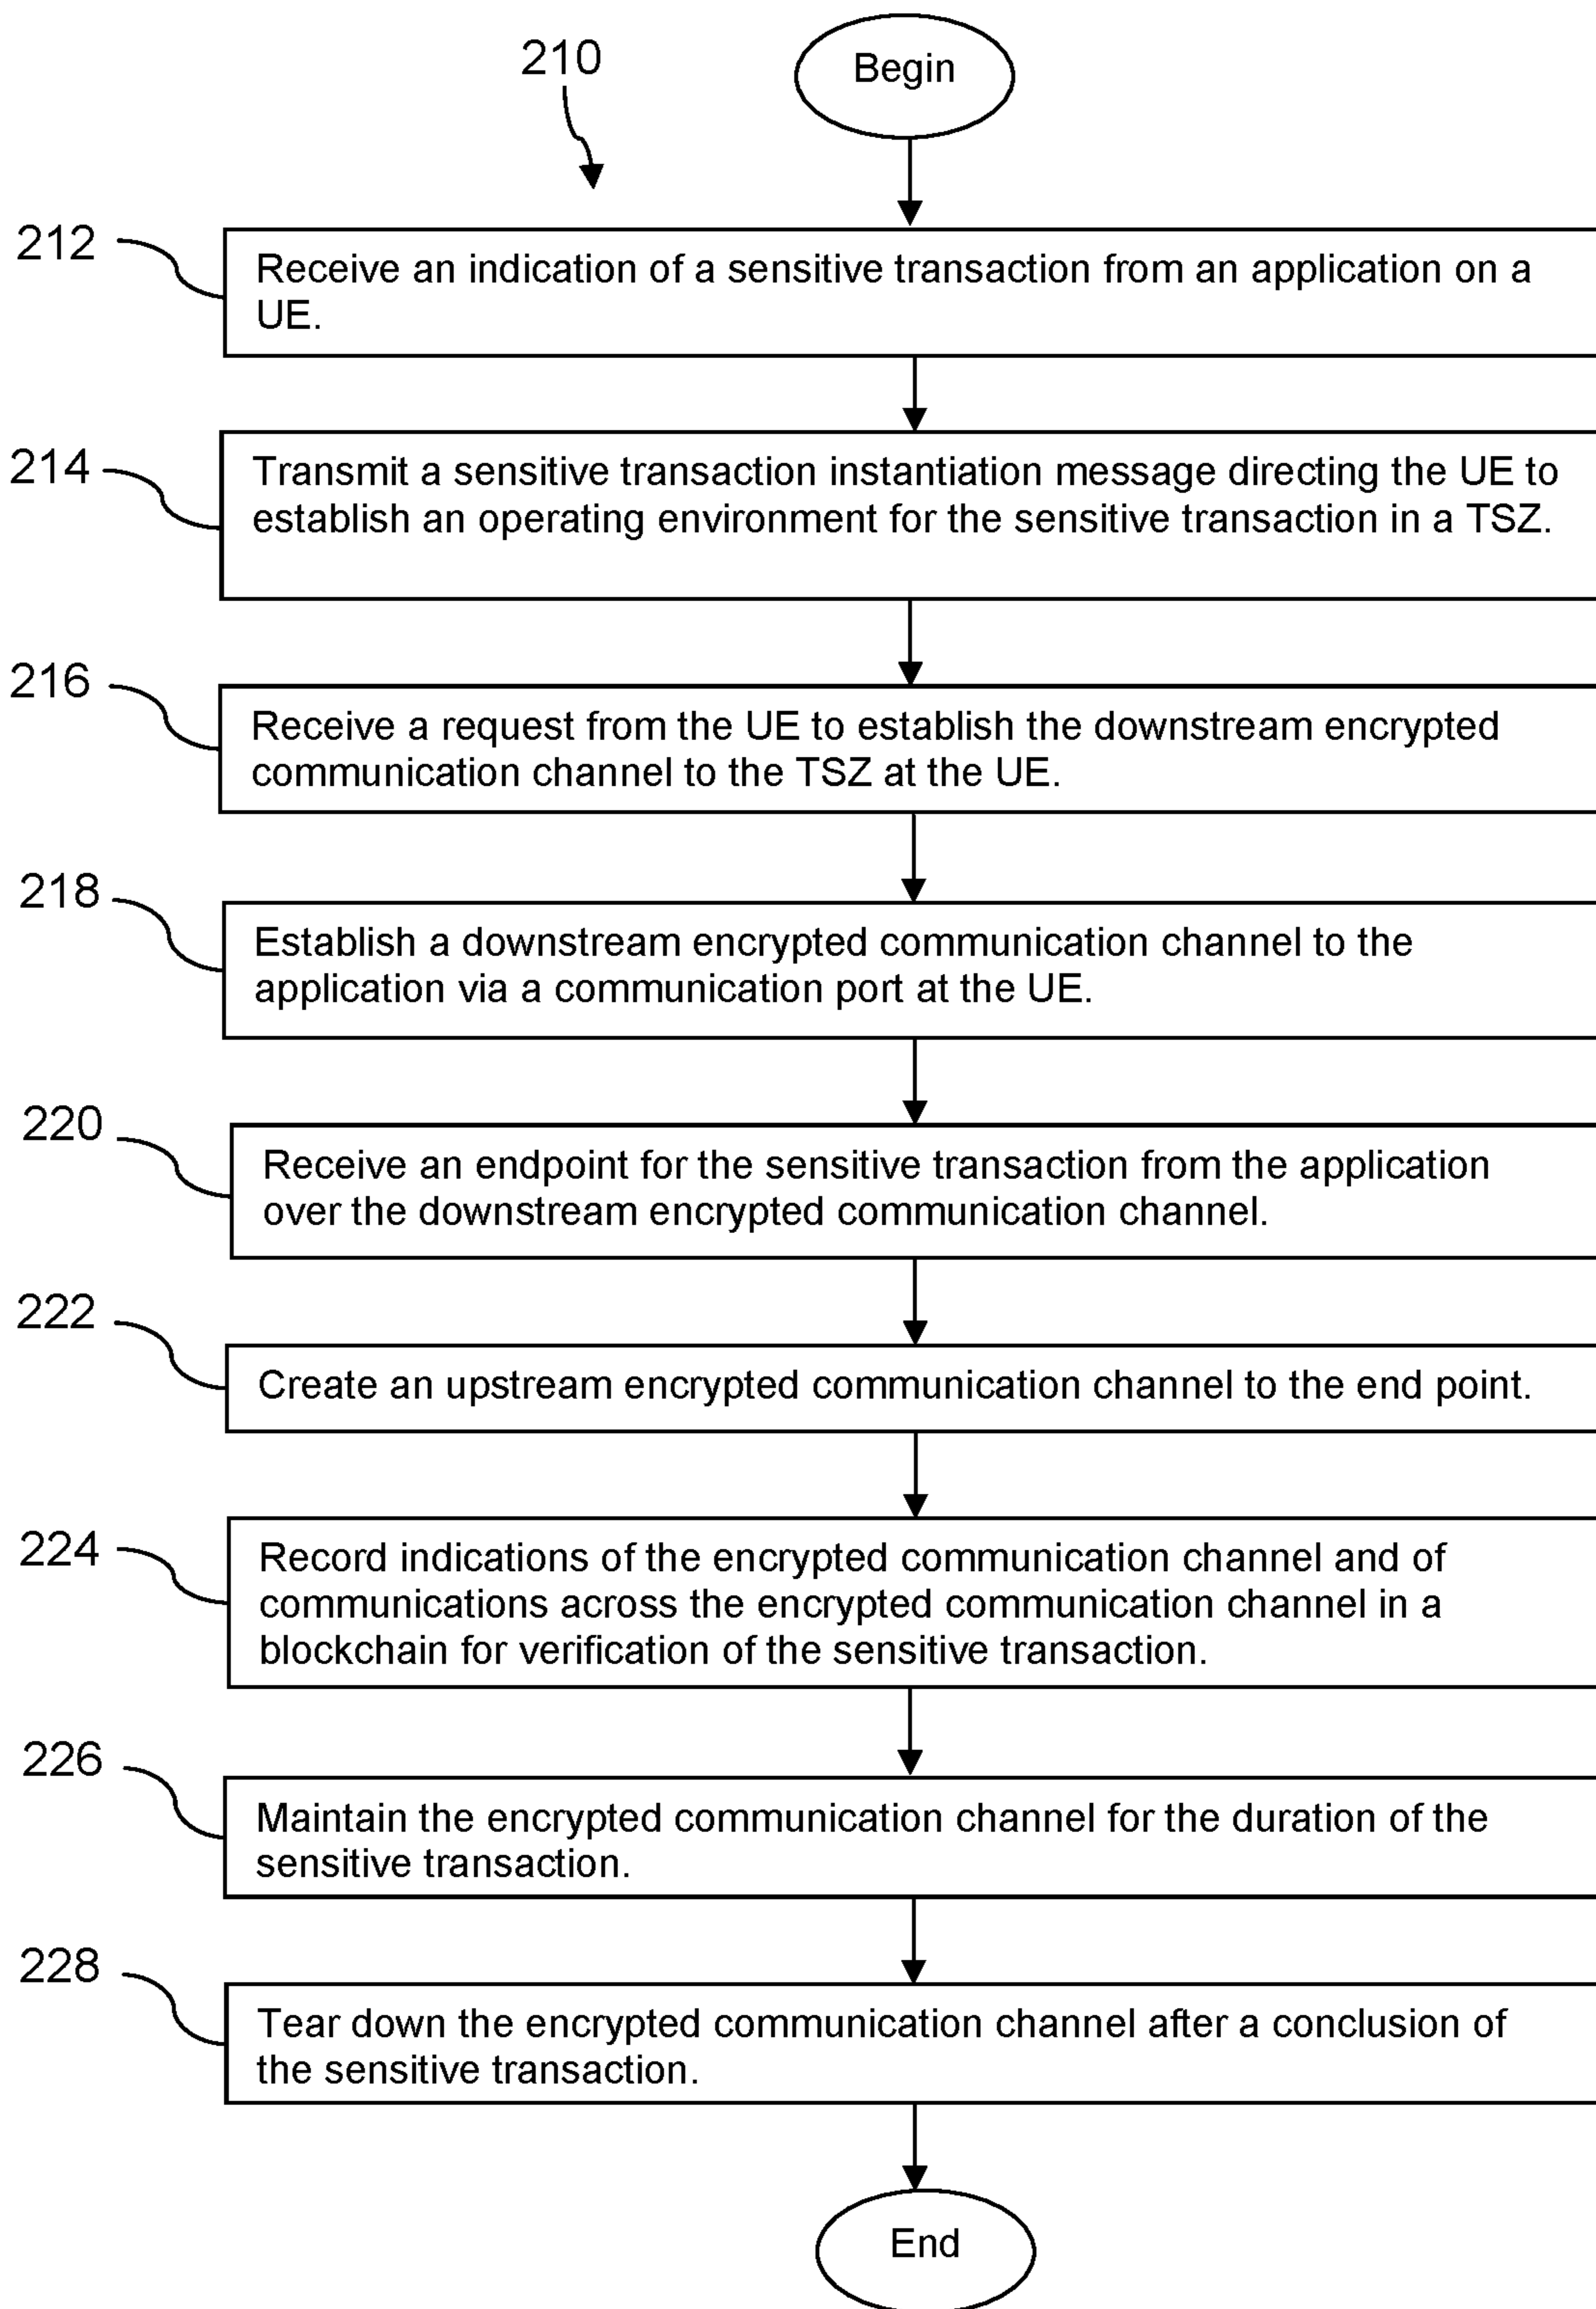 210
Begin
212
Receive an indication of a sensitive transaction from an application on a
UE.
214
Transmit a sensitive transaction instantiation message directing the UE to
establish an operating environment for the sensitive transaction in a TSZ.
216
Receive a request from the UE to establish the downstream encrypted
communication channel to the TSZ at the UE.
218
Establish a downstream encrypted communication channel to the
application via a communication port at the UE.
220
Receive an endpoint for the sensitive transaction from the application
over the downstream encrypted communication channel.
222
Create an upstream encrypted communication channel to the end point.
224
Record indications of the encrypted communication channel and of
communications across the encrypted communication channel in a
blockchain for verification of the sensitive transaction.
226
Maintain the encrypted communication channel for the duration of the
sensitive transaction.
228
Tear down the encrypted communication channel after a conclusion of
the sensitive transaction.
End